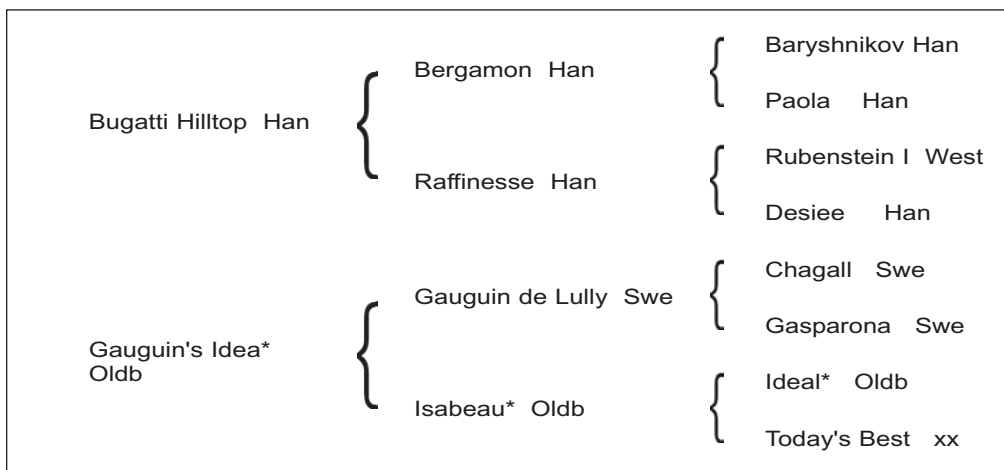 Bugatti Hilltop Han
Bergamon Han
Baryshnikov Han
Paola Han
Raffinesse Han
Rubenstein I West
Desiee Han
Gauguin's Idea*
Oldb
Gauguin de Lully Swe
Chagall Swe
Gasparona Swe
Isabeau* Oldb
Ideal* Oldb
Today's Best xx